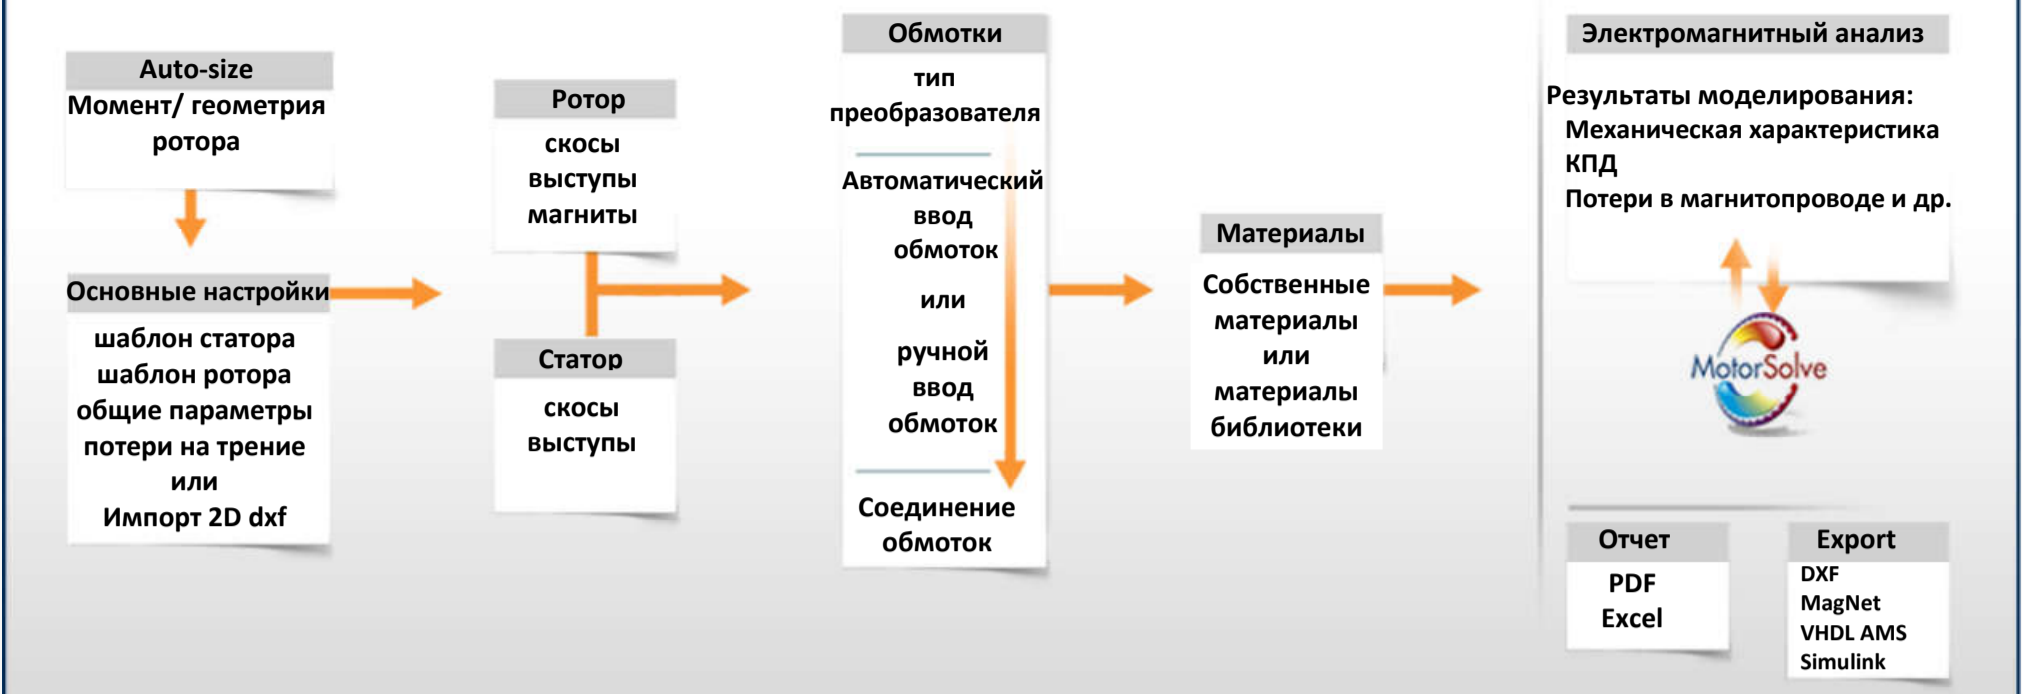 Auto-size
Момент/ геометрия
ротора
Основные настройки
шаблон статора
шаблон ротора
общие параметры
потери на трение
или
Импорт 2D dxf
Ротор
скосы
выступы
магниты
Статор
скосы
выступы
Обмотки
тип
преобразователя
Автоматический
ввод
обмоток
или
ручной
ввод
обмоток
Соединение
обмоток
Материалы
Собственные
материалы
или
материалы
библиотеки
Электромагнитный анализ
Результаты моделирования:
Механическая характеристика
КПД
Потери в магнитопроводе и др.
MotorSolve
Отчет
PDF
Excel
Export
DXF
MagNet
VHDL AMS
Simulink